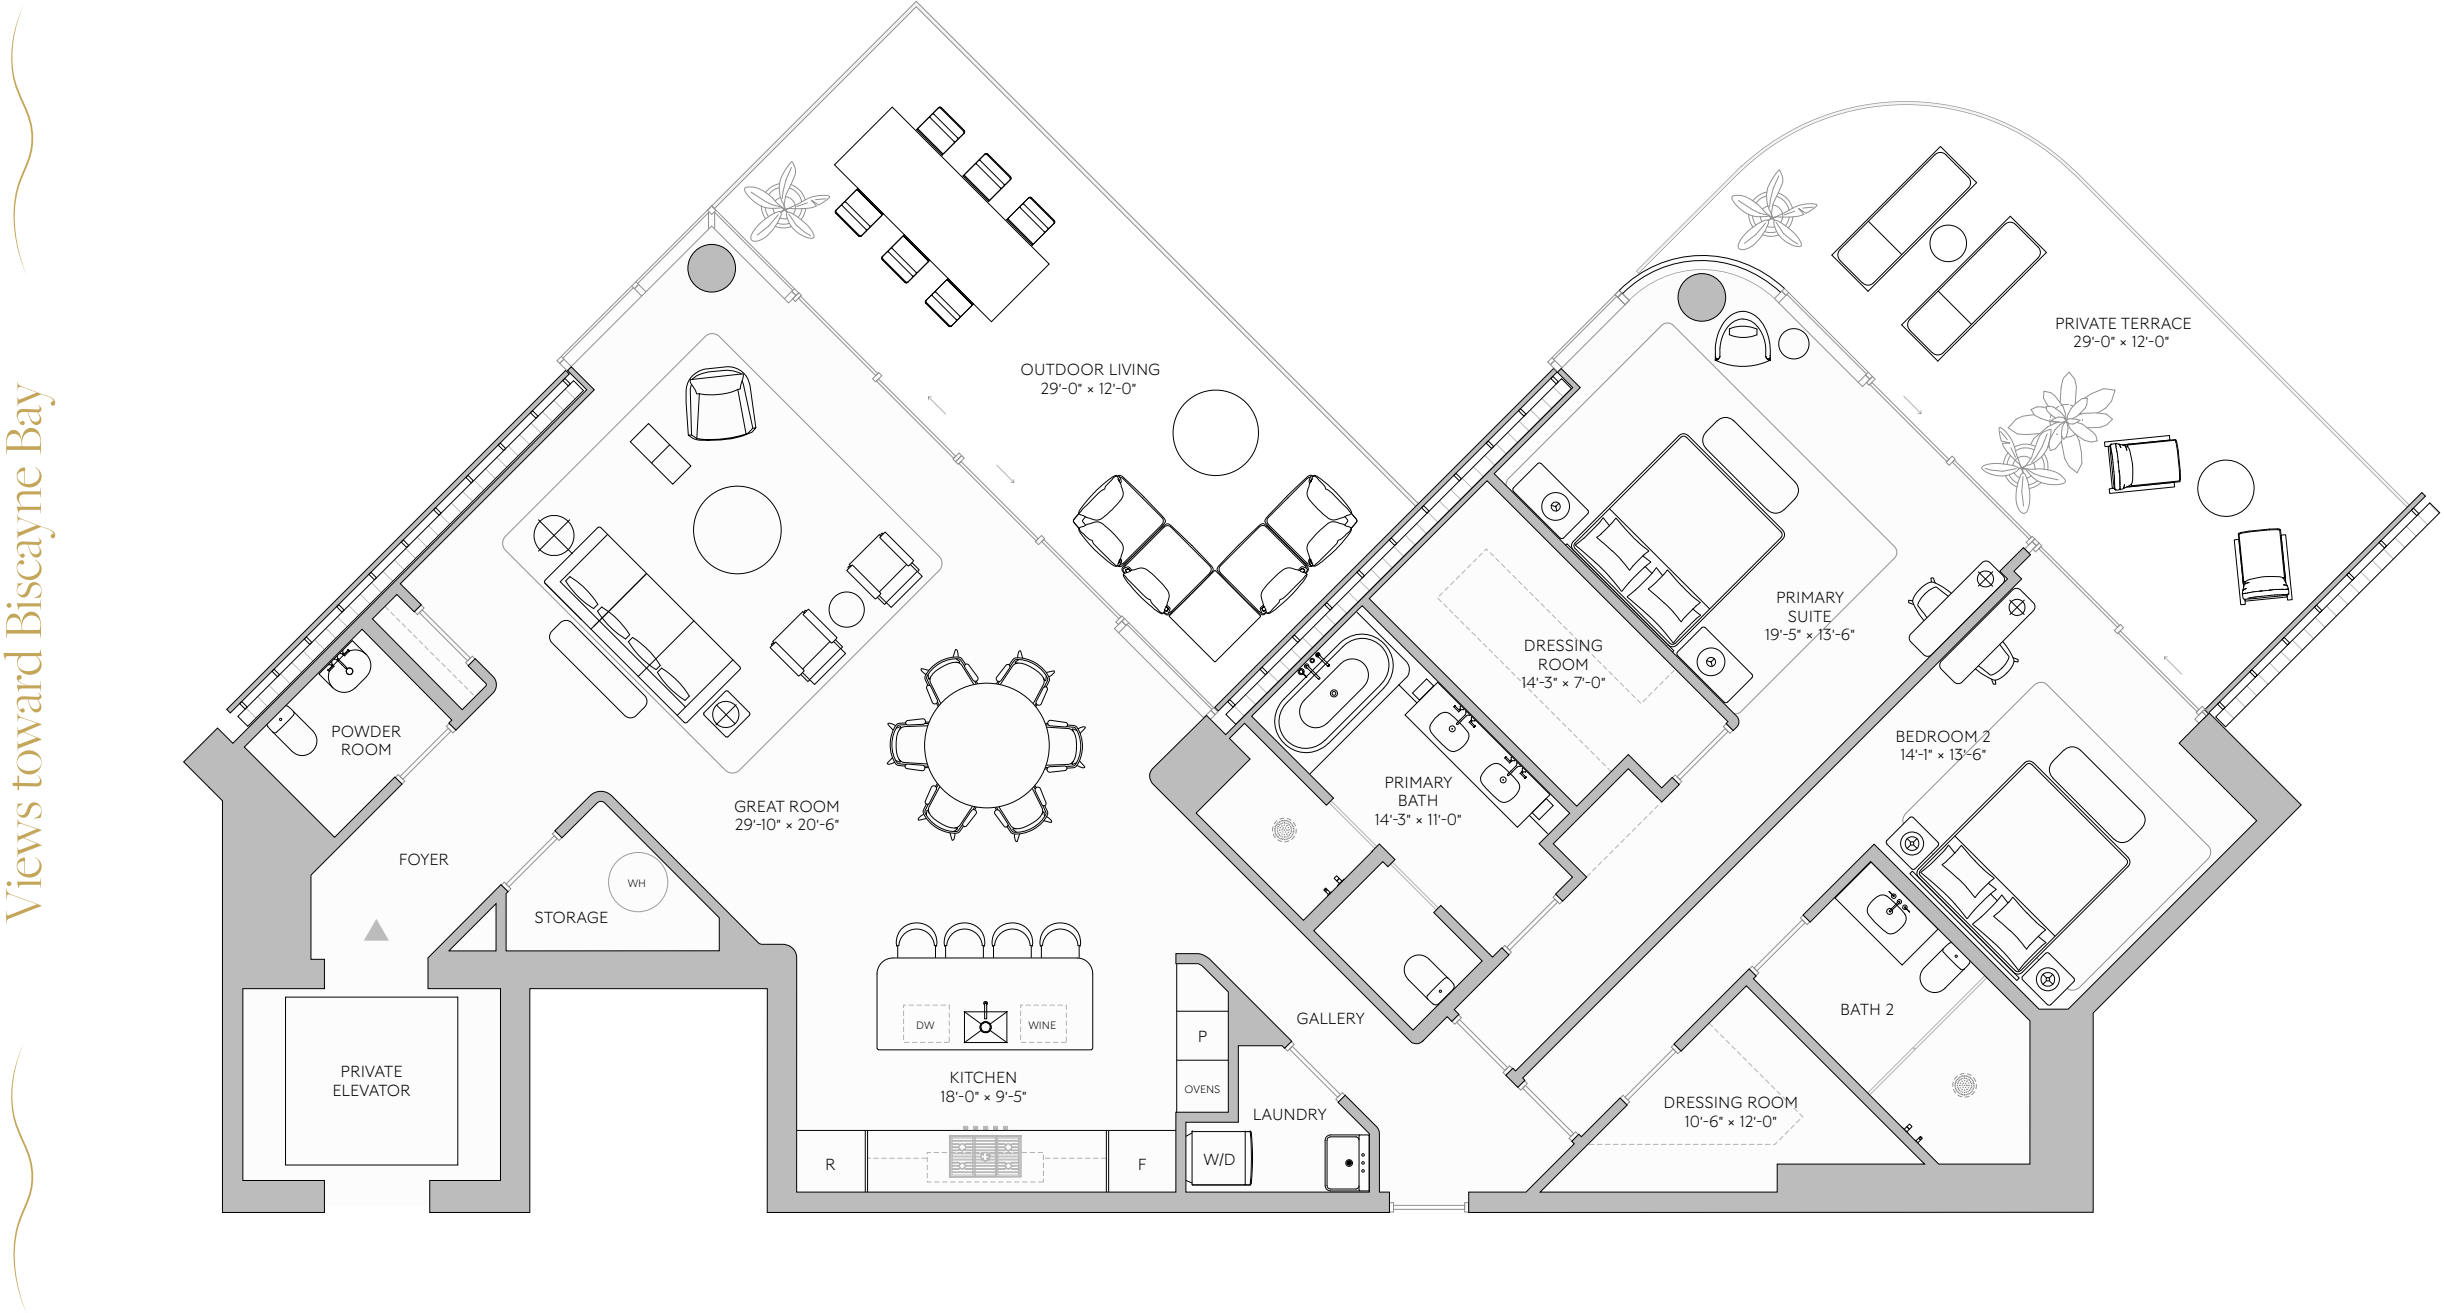 Views toward Biscayne Bay
OUTDOOR LIVING
29'-0" × 12'-0"
PRIVATE TERRACE
29'-0" × 12'-0"
PRIMARY
SUITE
19'-5" × 13'-6"
DRESSING
ROOM
14'-3" × 7'-0"
POWDER
ROOM
BEDROOM 2
14'-1" × 13'-6"
PRIMARY
BATH
14'-3" × 11'-0"
GREAT ROOM
29'-10" × 20'-6"
FOYER
WH
STORAGE
BATH 2
GALLERY
DW
WINE
P
PRIVATE
ELEVATOR
KITCHEN
18'-0" × 9'-5"
OVENS
LAUNDRY
DRESSING ROOM
10'-6" × 12'-0"
R
F
W/D